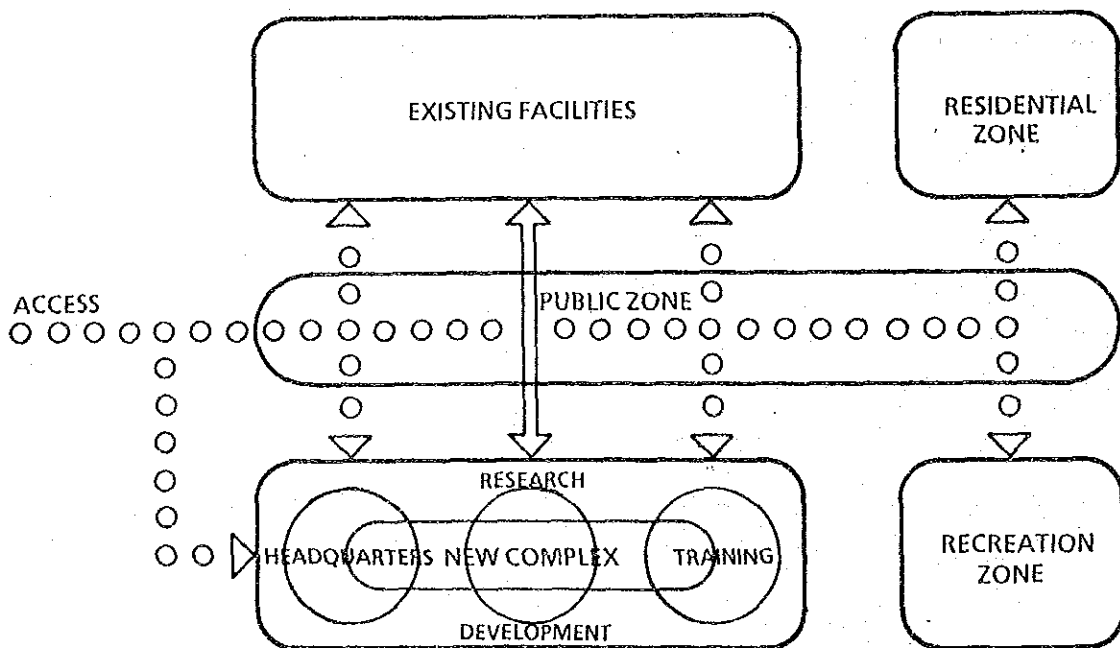 EXISTING FACILITIES
RESIDENTIAL
ZONE
ACCESS
PUBLIC ZONE
RESEARCH
HEADQUARTERS
NEW COMPLEX
TRAINING
DEVELOPMENT
RECREATION
ZONE